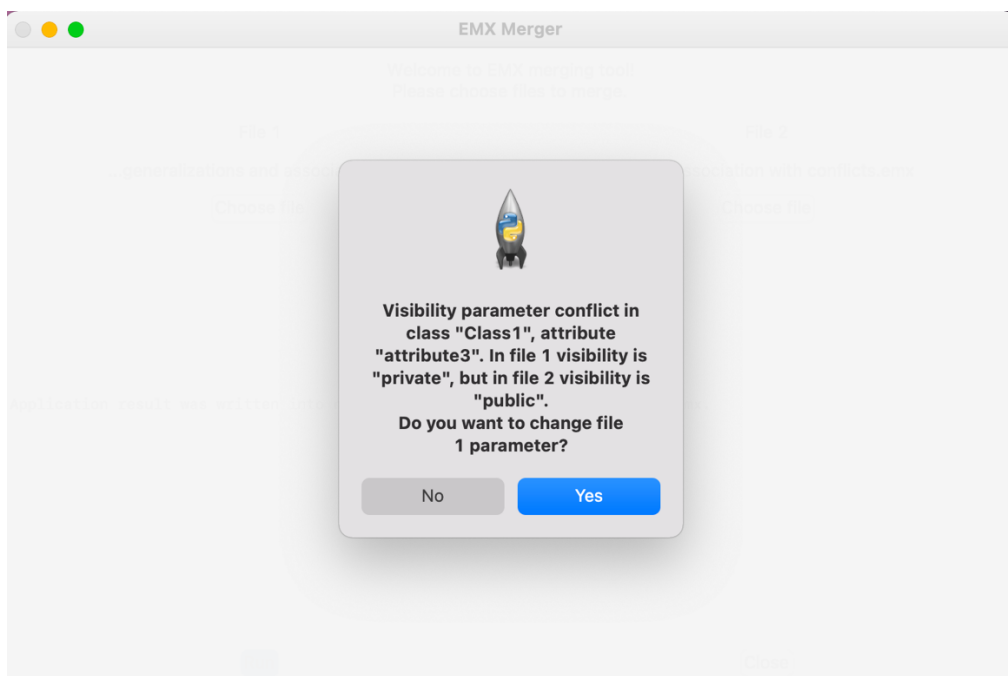 EMX Merger
Welcome to EMX merging tool!
Please choose files to merge
File 1
File 2
Choose file
Choose file
Visibility parameter conflict in
class "Class1", attribute
"attribute3". In file 1 visibility is
"private", but in file 2 visibility is
"public".
Do you want to change file
1 parameter?
No
Yes
Close